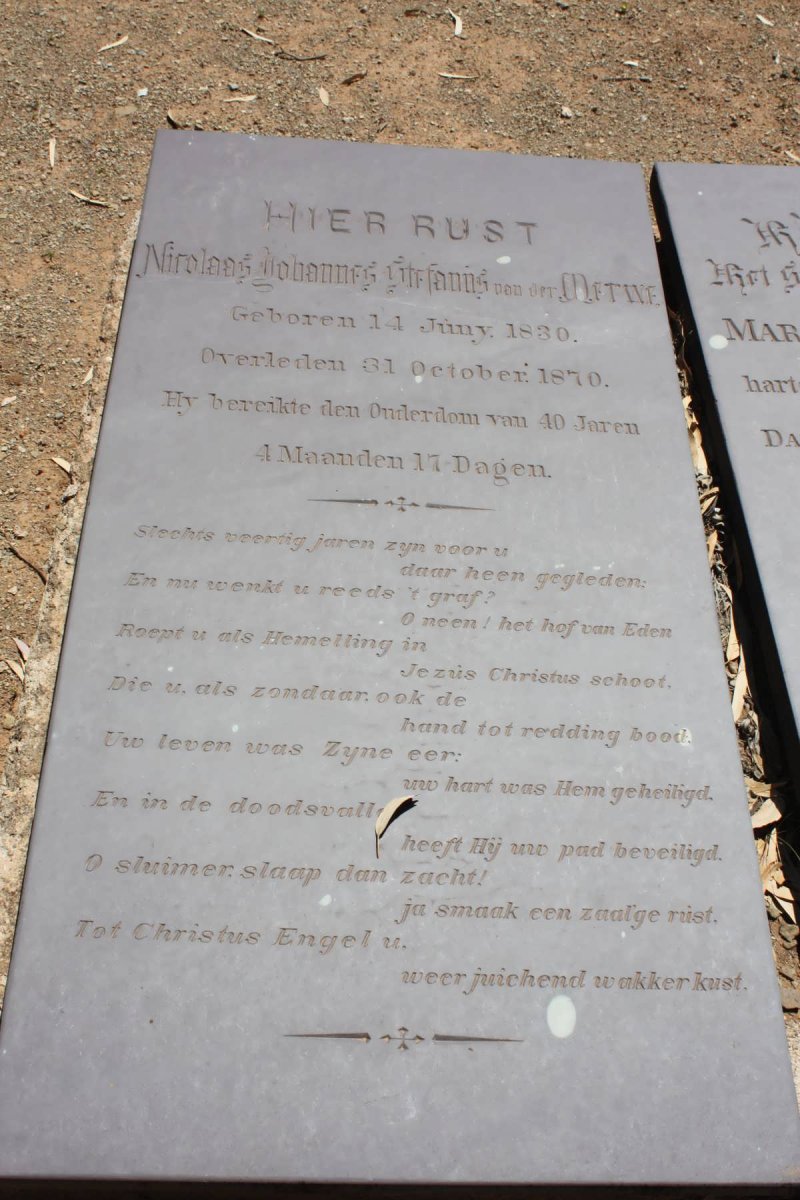 HIER RUST
Nicolaas Johannes Stefanus van der MERWE.
Geboren 14 Juny. 1830.
Overleden 31 October. 1870.
Hy bereikte den Ouderdom van 40 Jaren
4 Maanden 17 Dagen.
Slechts veertig jaren zyn voor u
daar heen gegleden:
En nu wenkt u reeds 't graf?
O neen! het hof van Eden
Roept u als Hemelling in
Jezus Christus schoot.
Die u, als zondaar, ook de
hand tot redding bood.
Uw leven was Zyne eer:
uw hart was Hem geheiligd.
En in de doodsvalle
heeft Hij uw pad beveiligd.
O sluimer, slaap dan zacht!
ja smaak een zaal'ge rust.
Tot Christus Engel u.
weer juichend wakker kust.
Het
MAR
hart
DA